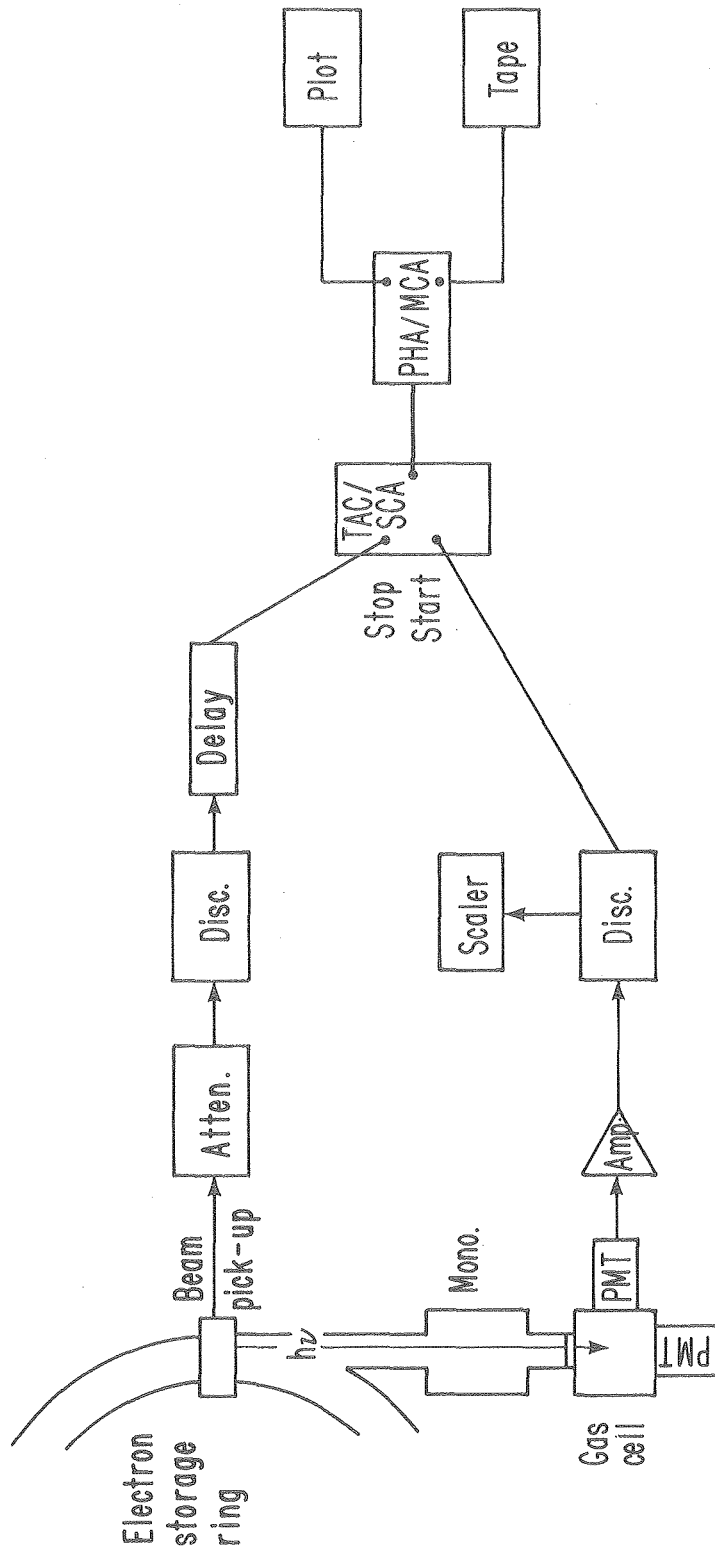 Electron
storage
ring
Beam
pick-up
hν
Mono.
Gas
cell
PMT
PMT
Atten.
Disc.
Delay
Amp.
Disc.
Scaler
Stop
Start
TAC/
SCA
PHA/MCA
Plot
Tape